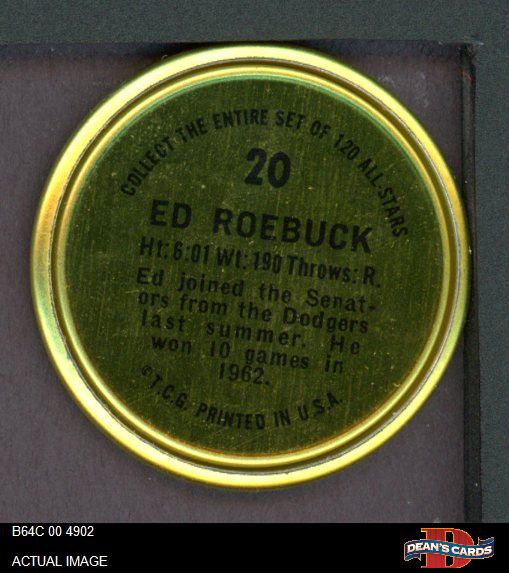 COLLECT THE ENTIRE SET OF 120 ALL-STARS
20
ED ROEBUCK
Ht: 6:01 Wt: 190 Throws: R.
Ed joined the Senat-
ors from the Dodgers
last summer. He
won 10 games in
1962.
©T.C.G. PRINTED IN U.S.A.
B64C 00 4902
ACTUAL IMAGE
D
DEAN'S CARDS